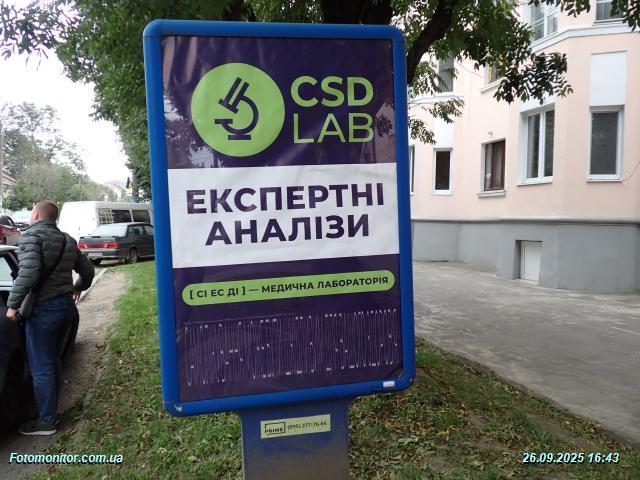 CSD
LAB
ЕКСПЕРТНІ
АНАЛІЗИ
[ СІ ЕС ДІ ] — МЕДИЧНА ЛАБОРАТОРІЯ
PRIME (095) 277-76-66
Fotomonitor.com.ua
26.09.2025 16:43